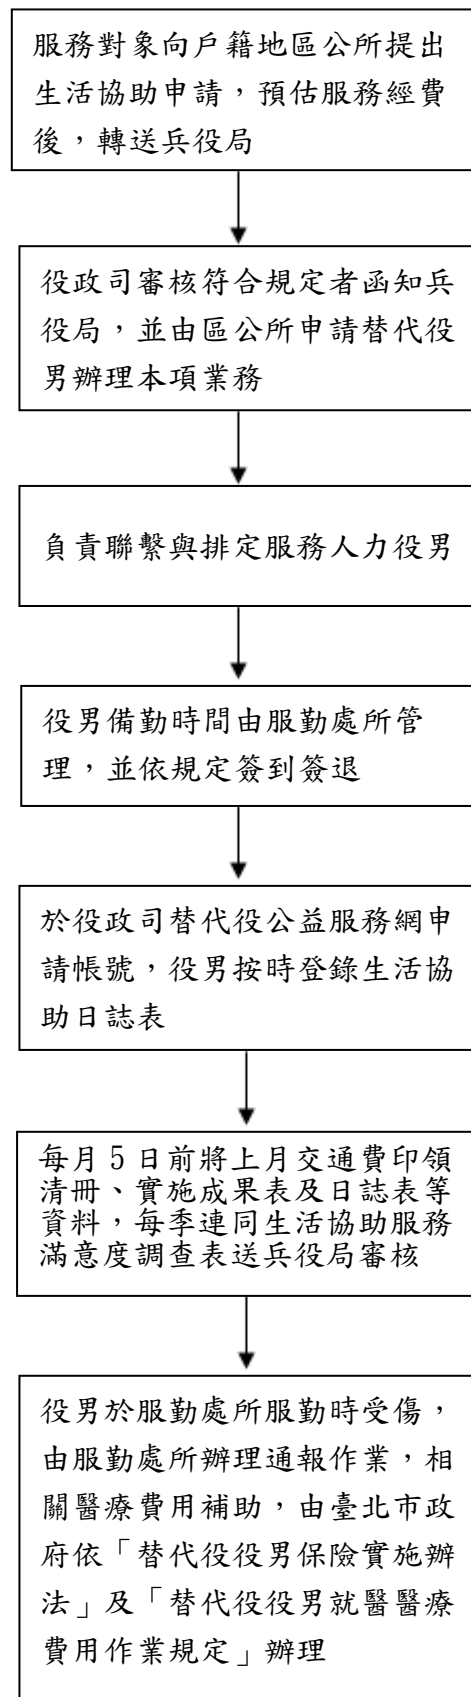 服務對象向戶籍地區公所提出
生活協助申請，預估服務經費
後，轉送兵役局
役政司審核符合規定者函知兵
役局，並由區公所申請替代役
男辦理本項業務
負責聯繫與排定服務人力役男
役男備勤時間由服勤處所管
理，並依規定簽到簽退
於役政司替代役公益服務網申
請帳號，役男按時登錄生活協
助日誌表
每月5日前將上月交通費印領
清冊、實施成果表及日誌表等
資料，每季連同生活協助服務
滿意度調查表送兵役局審核
役男於服勤處所服勤時受傷，
由服勤處所辦理通報作業，相
關醫療費用補助，由臺北市政
府依「替代役役男保險實施辦
法」及「替代役役男就醫醫療
費用作業規定」辦理